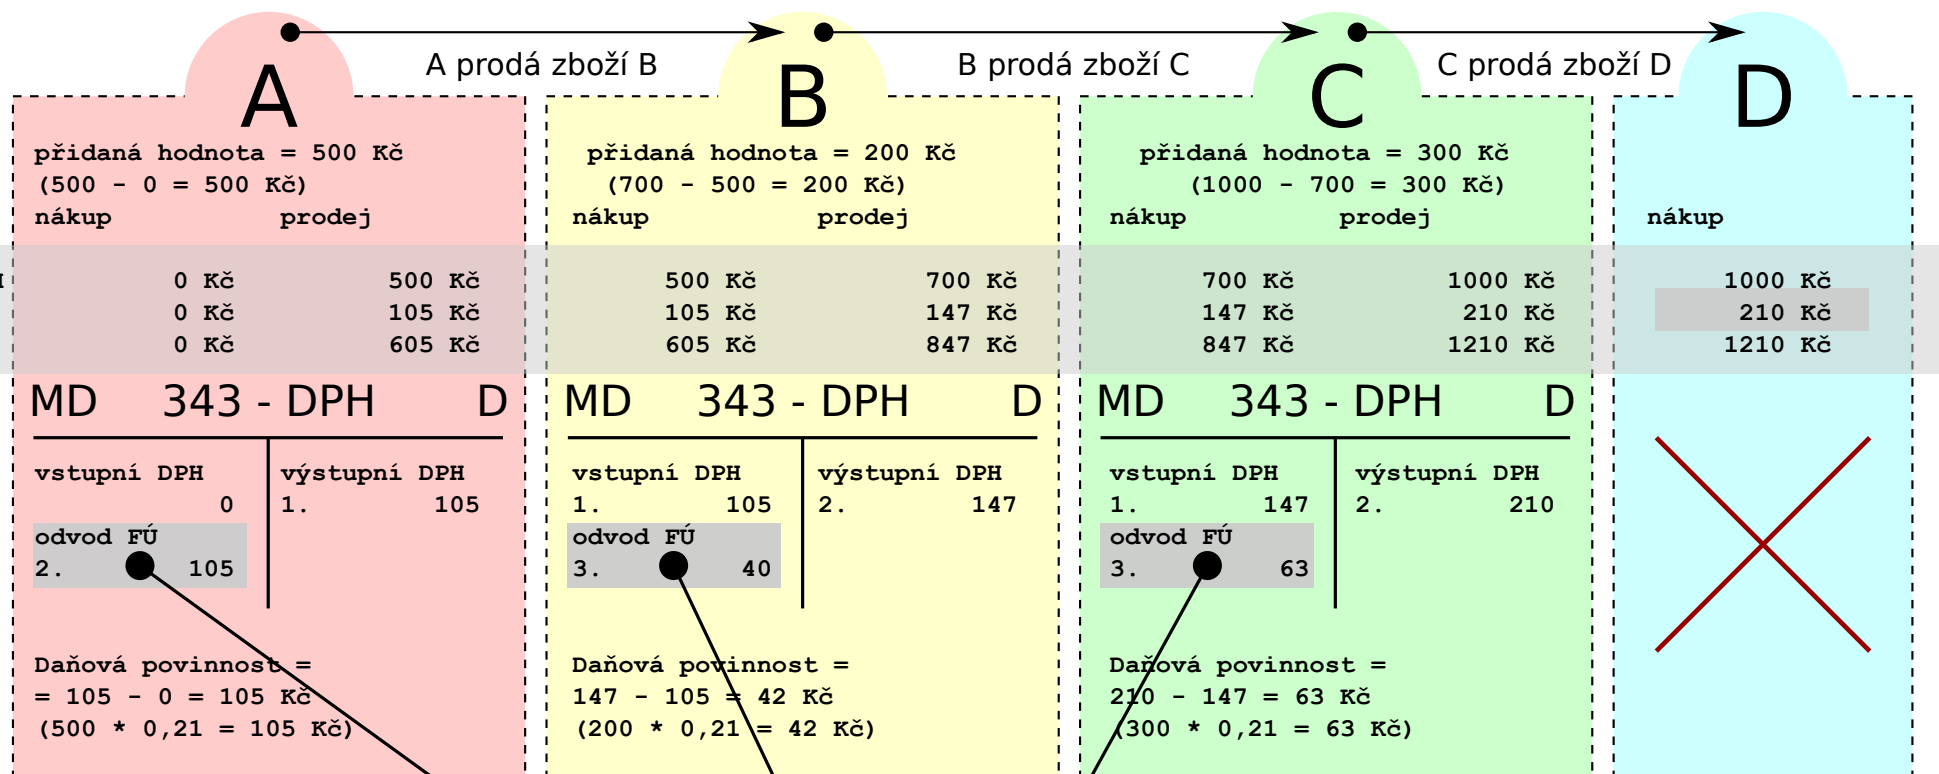 A prodá zboží B
B prodá zboží C
C prodá zboží D
A
B
C
D
přidaná hodnota = 500 Kč
(500 - 0 = 500 Kč)
nákup prodej
0 Kč 500 Kč
0 Kč 105 Kč
0 Kč 605 Kč
MD 343 - DPH D
vstupní DPH výstupní DPH
0 1. 105
odvod FÚ
2. 105
Daňová povinnost =
= 105 - 0 = 105 Kč
(500 * 0,21 = 105 Kč)
přidaná hodnota = 200 Kč
(700 - 500 = 200 Kč)
nákup prodej
500 Kč 700 Kč
105 Kč 147 Kč
605 Kč 847 Kč
MD 343 - DPH D
vstupní DPH výstupní DPH
1. 105 2. 147
odvod FÚ
3. 40
Daňová povinnost =
147 - 105 = 42 Kč
(200 * 0,21 = 42 Kč)
přidaná hodnota = 300 Kč
(1000 - 700 = 300 Kč)
nákup prodej
700 Kč 1000 Kč
147 Kč 210 Kč
847 Kč 1210 Kč
MD 343 - DPH D
vstupní DPH výstupní DPH
1. 147 2. 210
odvod FÚ
3. 63
Daňová povinnost =
210 - 147 = 63 Kč
(300 * 0,21 = 63 Kč)
nákup
1000 Kč
210 Kč
1210 Kč